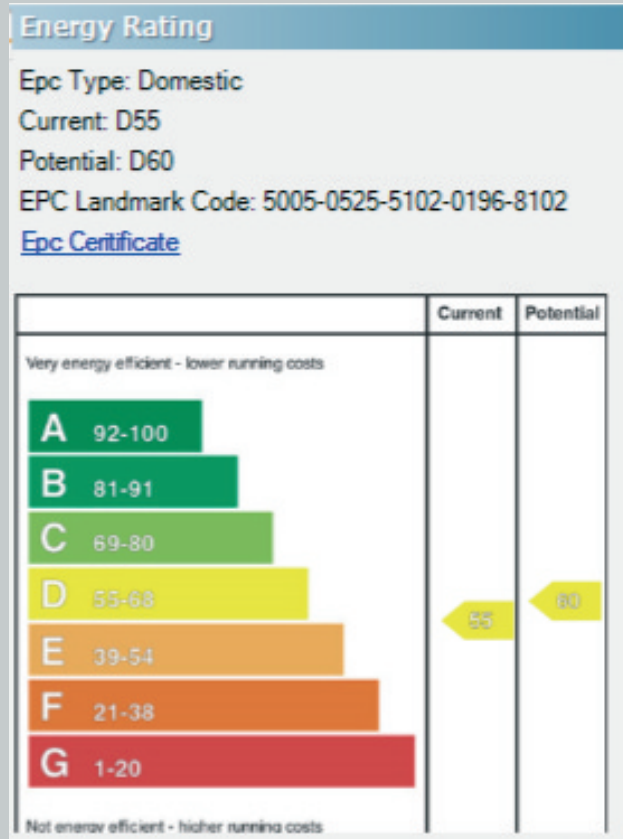 Energy Rating
Epc Type: Domestic
Current: D55
Potential: D60
EPC Landmark Code: 5005-0525-5102-0196-8102
Epc Ceritificate
Current Potential
Very energy efficient - lower running costs
A 92-100
B 81-91
C 69-80
D 55-68
60
55
E 39-54
F 21-38
G 1-20
Not energy efficient - higher running costs